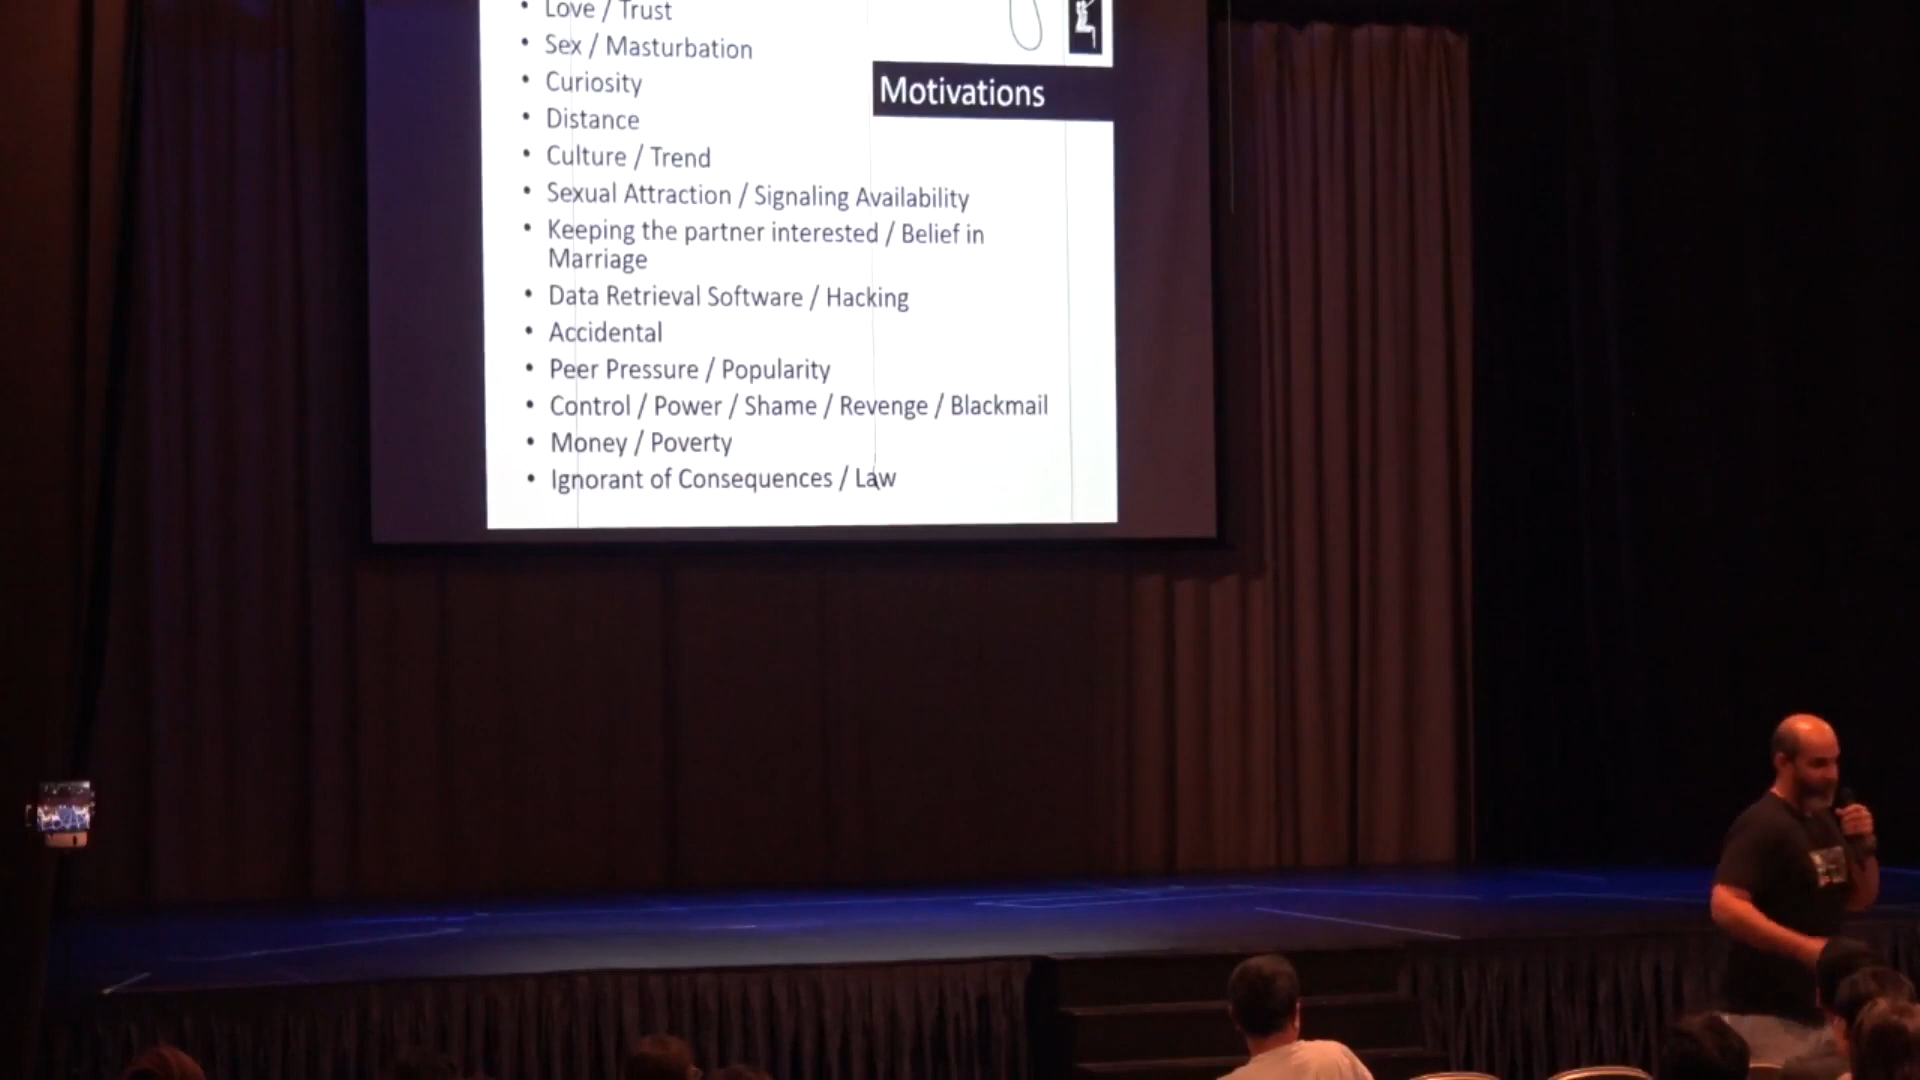 • Love / Trust
• Sex / Masturbation
• Curiosity
Motivations
• Distance
• Culture / Trend
• Sexual Attraction / Signaling Availability
• Keeping the partner interested / Belief in
Marriage
• Data Retrieval Software / Hacking
• Accidental
• Peer Pressure / Popularity
• Control / Power / Shame / Revenge / Blackmail
• Money / Poverty
• Ignorant of Consequences / Law